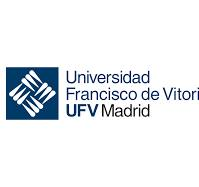 Universidad
Francisco de Vitori
UFV Madrid